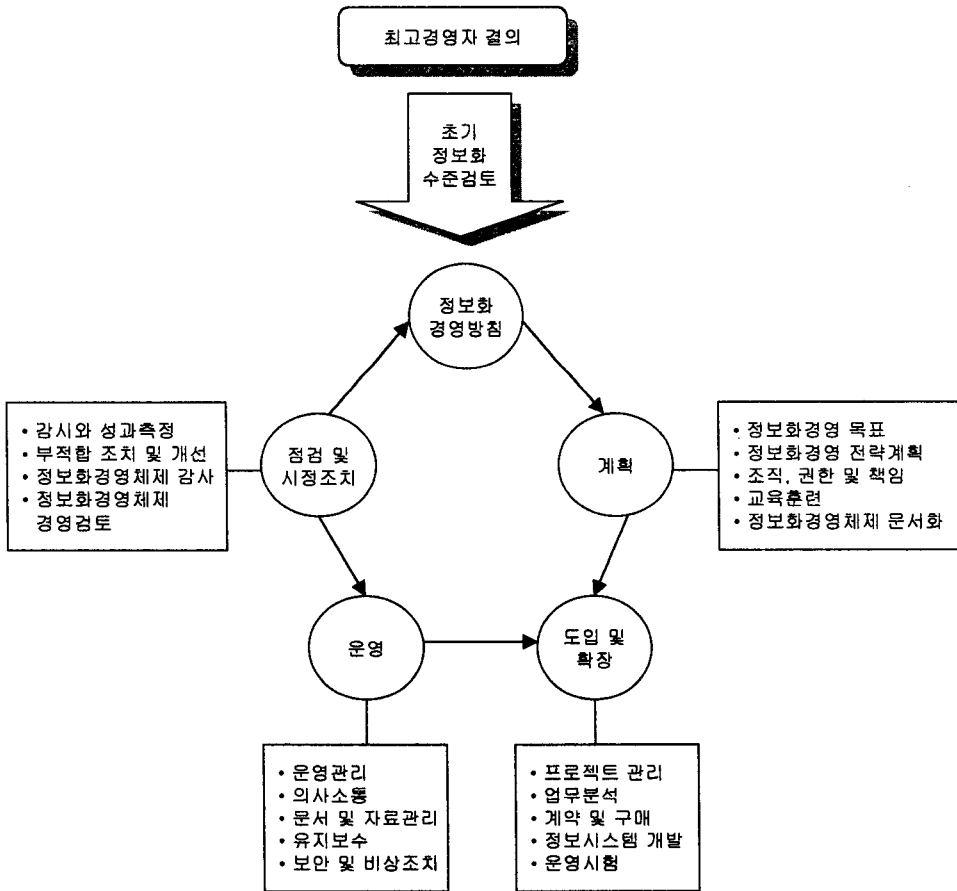 최고경영자 결의
초기
정보화
수준검토
정보화
경영방침
• 감시와 성과측정
• 부적합 조치 및 개선
• 정보화경영체제 감사
• 정보화경영체제
경영검토
점검 및
시정조치
계획
• 정보화경영 목표
• 정보화경영 전략계획
• 조직, 권한 및 책임
• 교육훈련
• 정보화경영체제 문서화
운영
도입 및
확장
• 운영관리
• 의사소통
• 문서 및 자료관리
• 유지보수
• 보안 및 비상조치
• 프로젝트 관리
• 업무분석
• 계약 및 구매
• 정보시스템 개발
• 운영시험